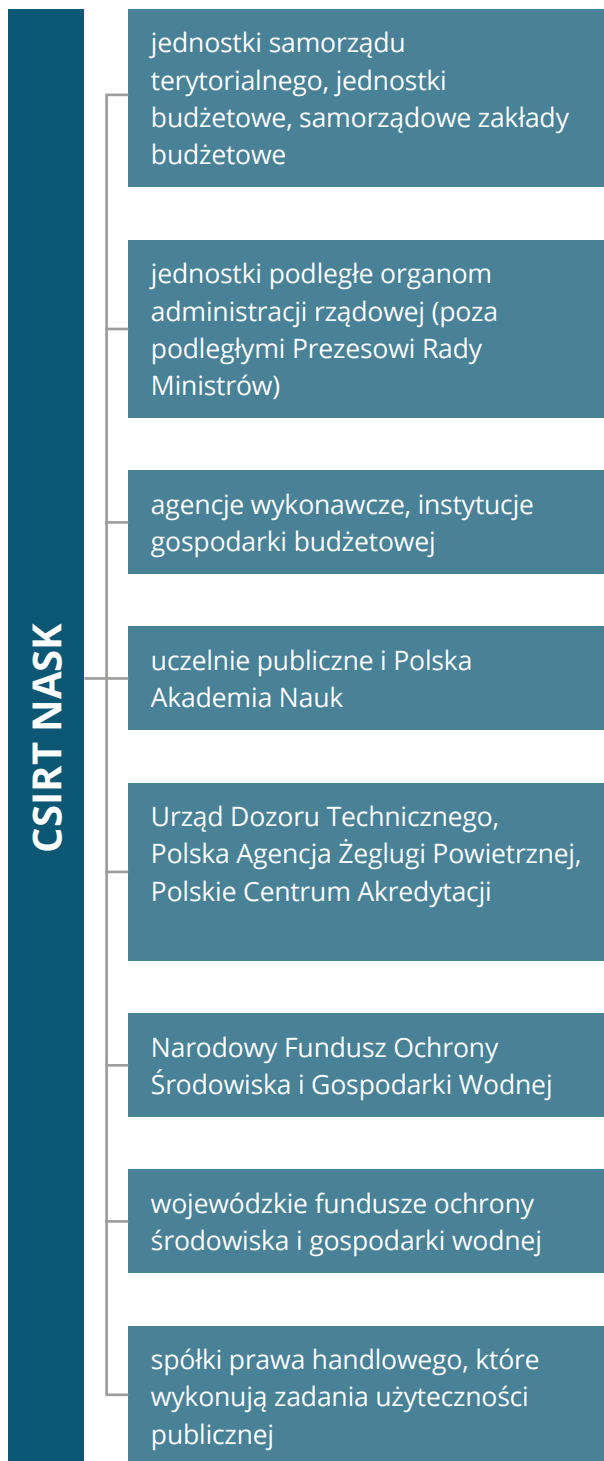 CSIRT NASK
jednostki samorządu
terytorialnego, jednostki
budżetowe, samorządowe zakłady
budżetowe
jednostki podległe organom
administracji rządowej (poza
podległymi Prezesowi Rady
Ministrów)
agencje wykonawcze, instytucje
gospodarki budżetowej
uczelnie publiczne i Polska
Akademia Nauk
Urząd Dozoru Technicznego,
Polska Agencja Żeglugi Powietrznej,
Polskie Centrum Akredytacji
Narodowy Fundusz Ochrony
Środowiska i Gospodarki Wodnej
wojewódzkie fundusze ochrony
środowiska i gospodarki wodnej
spółki prawa handlowego, które
wykonują zadania użyteczności
publicznej